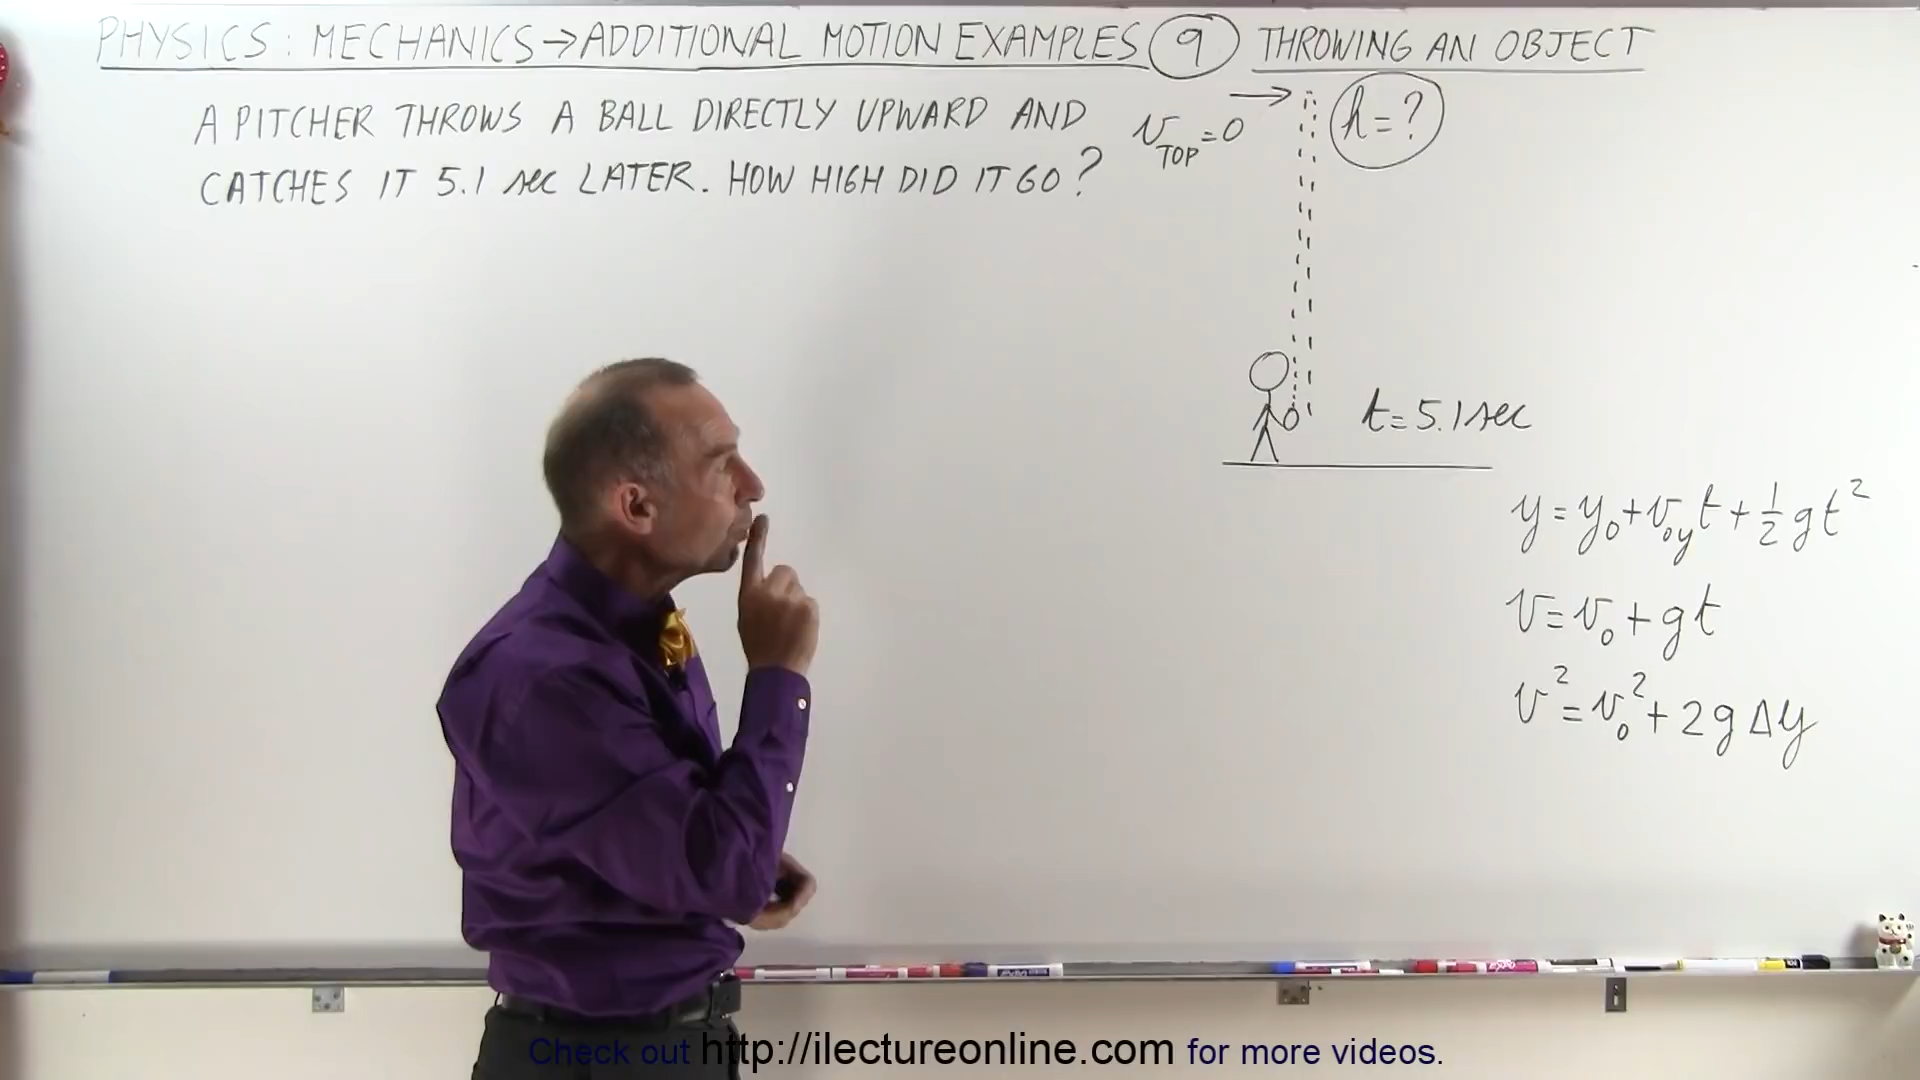 PHYSICS: MECHANICS→ADDITIONAL MOTION EXAMPLES 9 THROWING AN OBJECT
A PITCHER THROWS A BALL DIRECTLY UPWARD AND
CATCHES IT 5.1 sec LATER. HOW HIGH DID IT GO?
v_TOP=0
h=?
t=5.1sec
y=y₀+v₀yt+½gt²
v=v₀+gt
v²=v₀²+2gΔy
Check out http://ilectureonline.com for more videos.